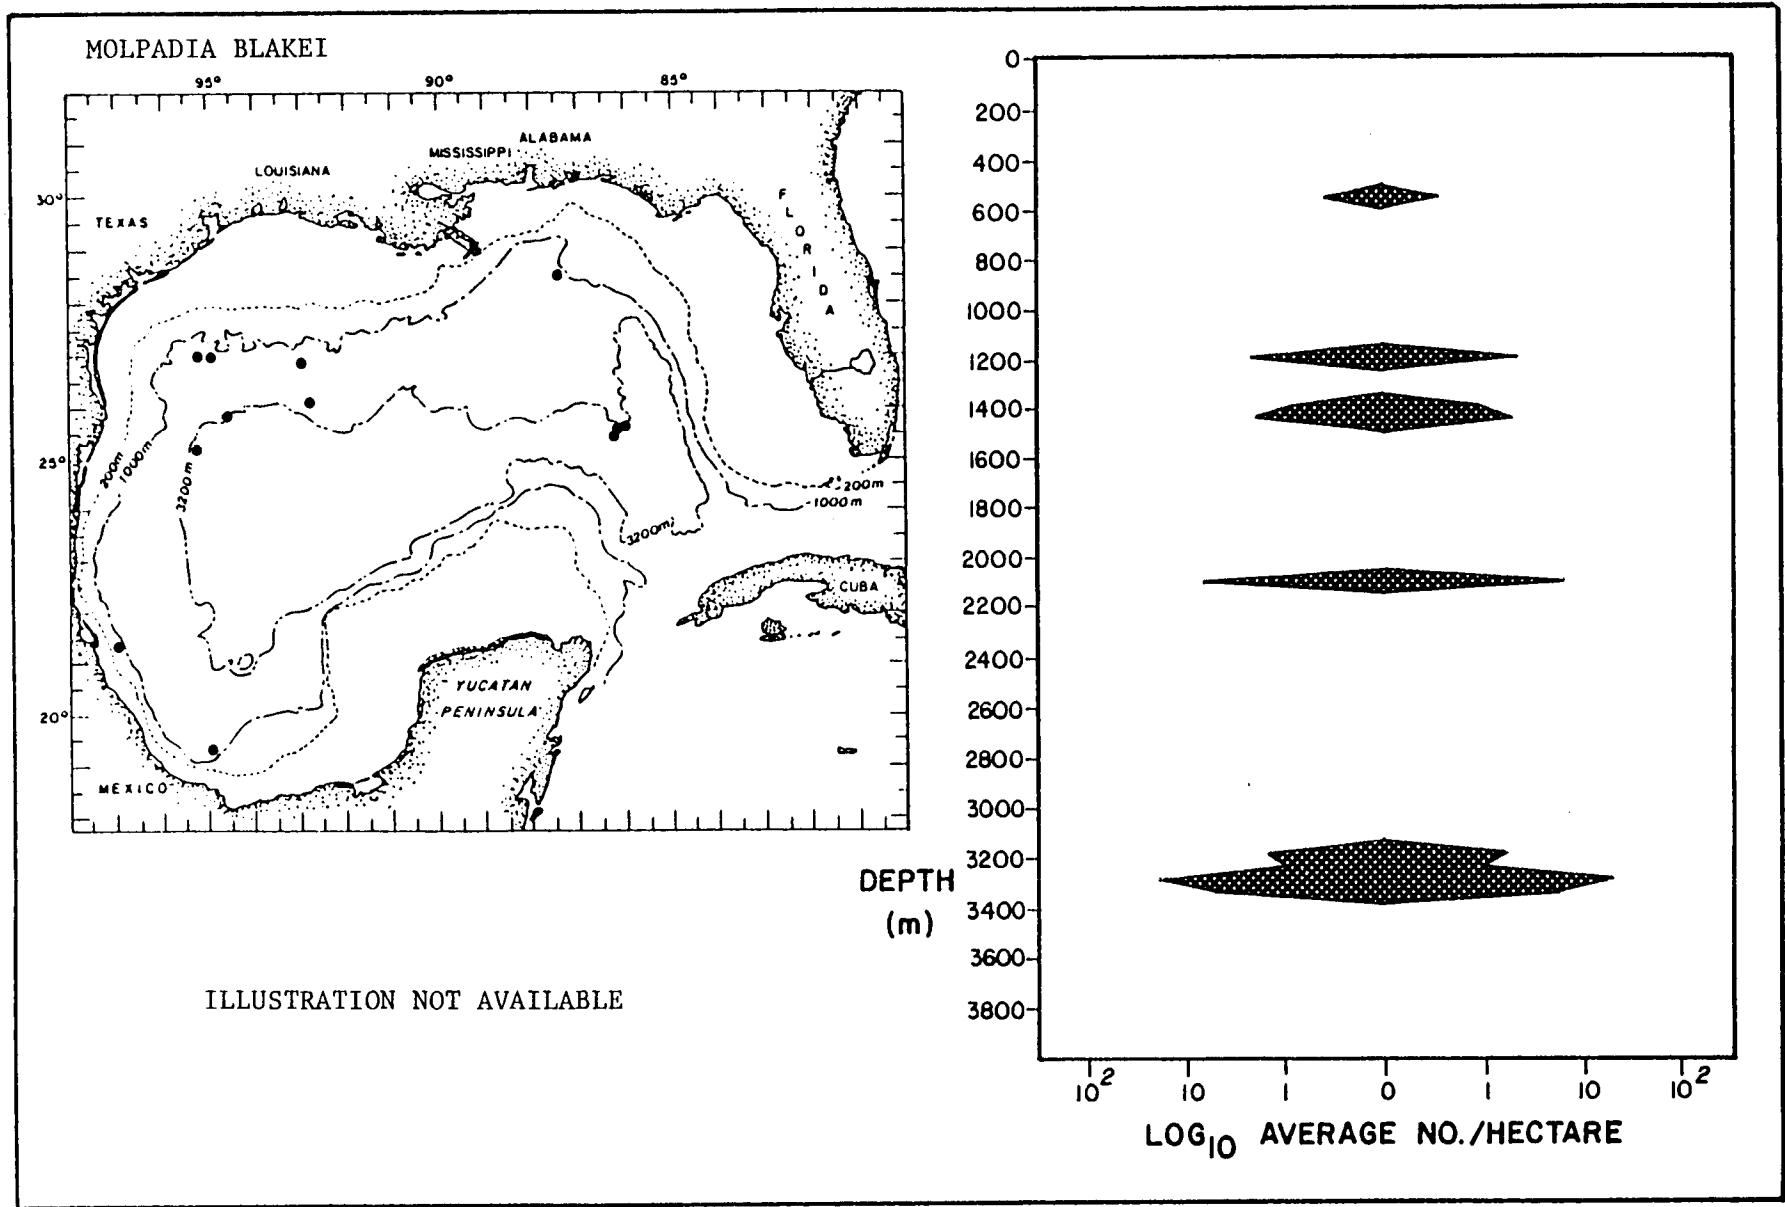 MOLPADIA BLAKEI
95° 90° 85°
ALABAMA
MISSISSIPPI
LOUISIANA
30°
TEXAS
FLORIDA
25°
200m
1000m
3200m
200m
1000m
3200m
CUBA
YUCATAN
PENINSULA
20°
MEXICO
ILLUSTRATION NOT AVAILABLE
DEPTH
(m)
0
200
400
600
800
1000
1200
1400
1600
1800
2000
2200
2400
2600
2800
3000
3200
3400
3600
3800
10² 10 1 0 1 10 10²
LOG₁₀ AVERAGE NO./HECTARE